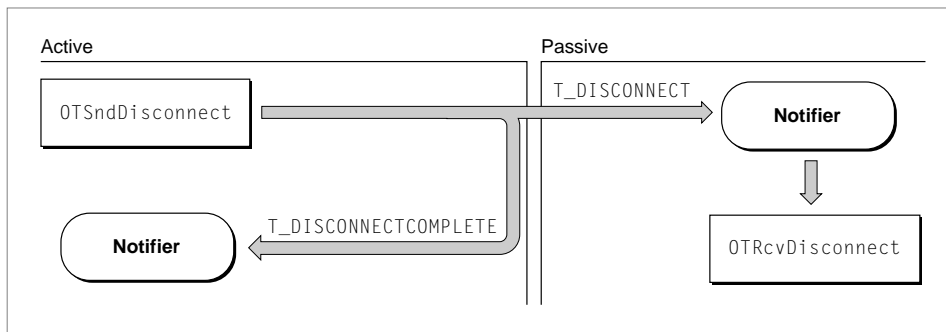 Active
Passive
OTSndDisconnect
T_DISCONNECT
Notifier
T_DISCONNECTCOMPLETE
Notifier
OTRcvDisconnect